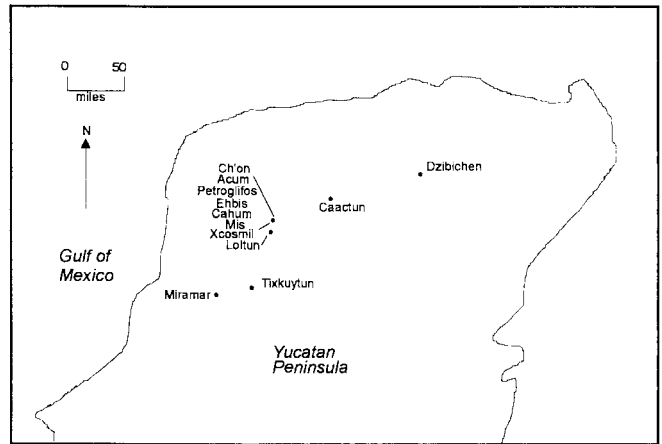 0 50
miles
N
Ch'on
Acum
Petroglifos
Ehbis
Cahum
Mis
Xcosmil
Loltun
Dzibichen
Caactun
Gulf of
Mexico
Miramar
Tixkuytun
Yucatan
Peninsula